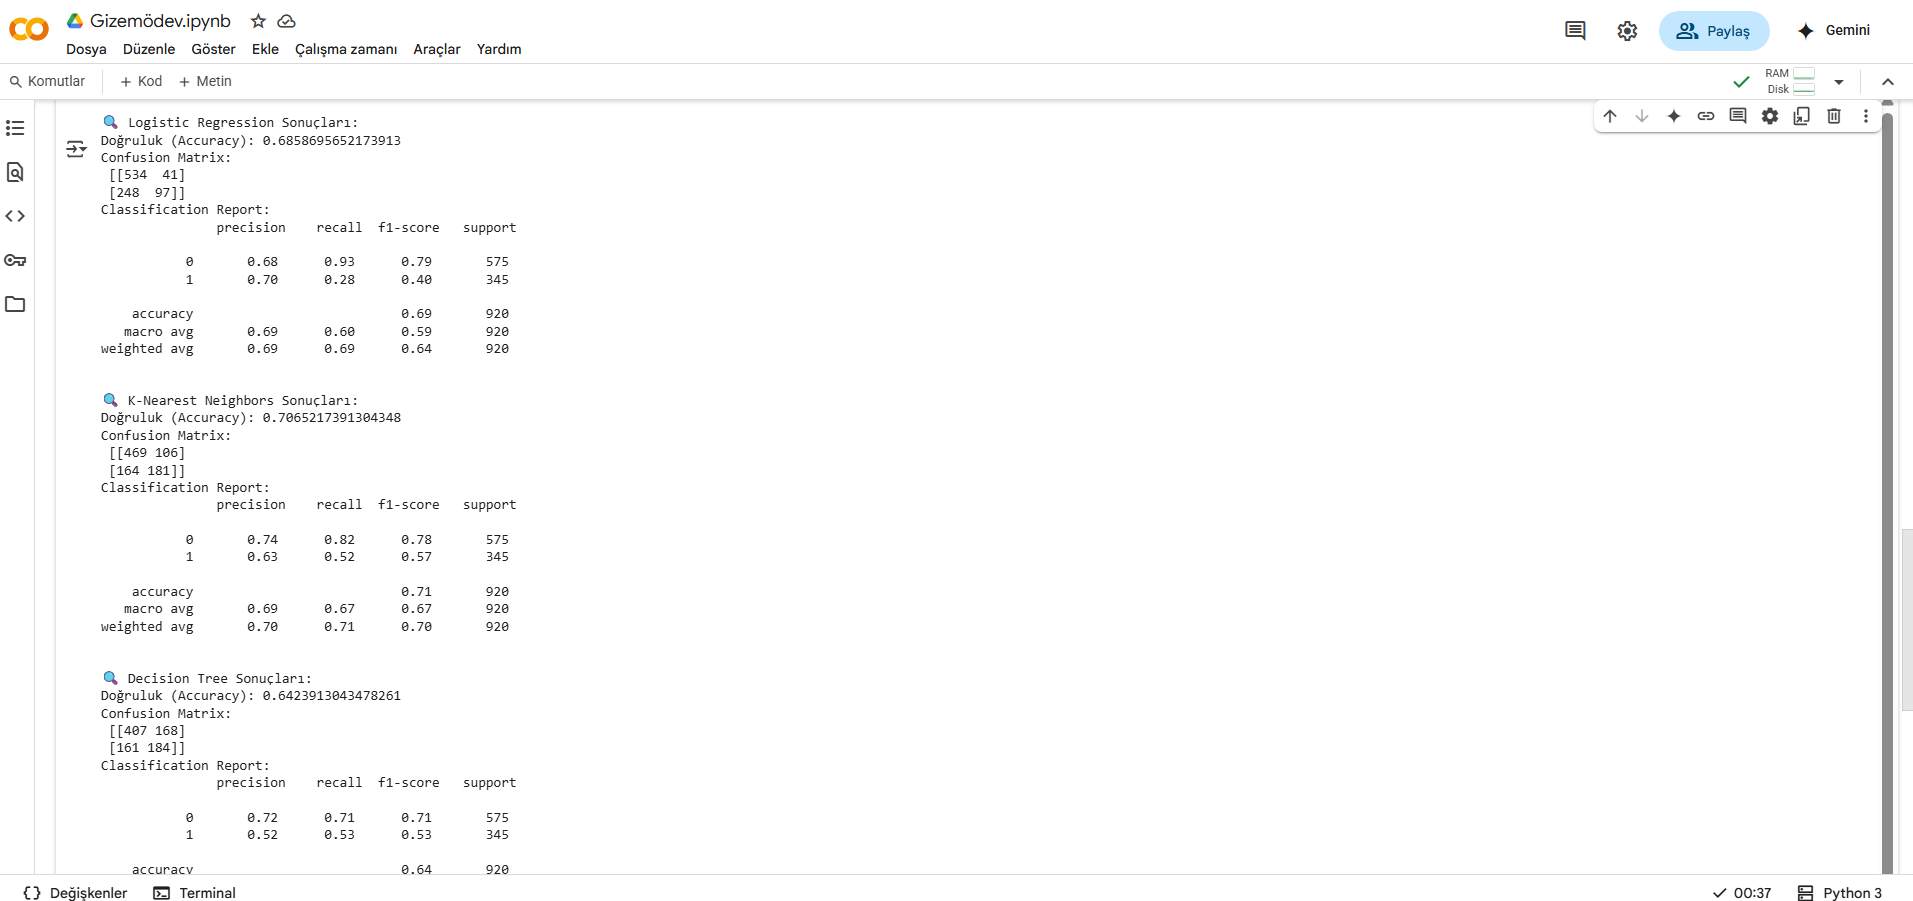 Gizemödev.ipynb
Dosya Düzenle Göster Ekle Çalışma zamanı Araçlar Yardım
Paylaş
Gemini
Komutlar + Kod + Metin
RAM
Disk
Logistic Regression Sonuçları:
Doğruluk (Accuracy): 0.6858695652173913
Confusion Matrix:
[[534  41]
[248  97]]
Classification Report:
precision recall f1-score support
0 0.68 0.93 0.79 575
1 0.70 0.28 0.40 345
accuracy 0.69 920
macro avg 0.69 0.60 0.59 920
weighted avg 0.69 0.69 0.64 920
K-Nearest Neighbors Sonuçları:
Doğruluk (Accuracy): 0.7065217391304348
Confusion Matrix:
[[469 106]
[164 181]]
Classification Report:
precision recall f1-score support
0 0.74 0.82 0.78 575
1 0.63 0.52 0.57 345
accuracy 0.71 920
macro avg 0.69 0.67 0.67 920
weighted avg 0.70 0.71 0.70 920
Decision Tree Sonuçları:
Doğruluk (Accuracy): 0.6423913043478261
Confusion Matrix:
[[407 168]
[161 184]]
Classification Report:
precision recall f1-score support
0 0.72 0.71 0.71 575
1 0.52 0.53 0.53 345
accuracy 0.64 920
Değişkenler Terminal
00:37 Python 3